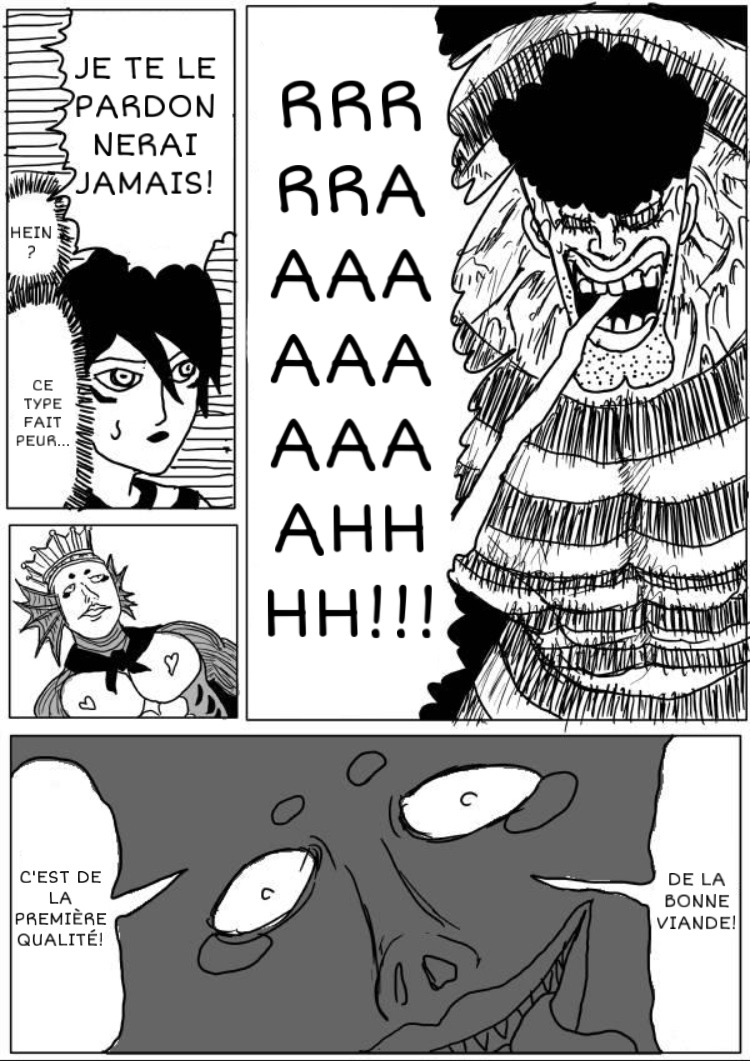 RRR
RRA
AAA
AAA
AAA
AHH
HH!!!
JE TE LE
PARDON
NERAI
JAMAIS!
HEIN
?
CE
TYPE
FAIT
PEUR...
DE LA
BONNE
VIANDE!
C'EST DE
LA
PREMIÈRE
QUALITÉ!